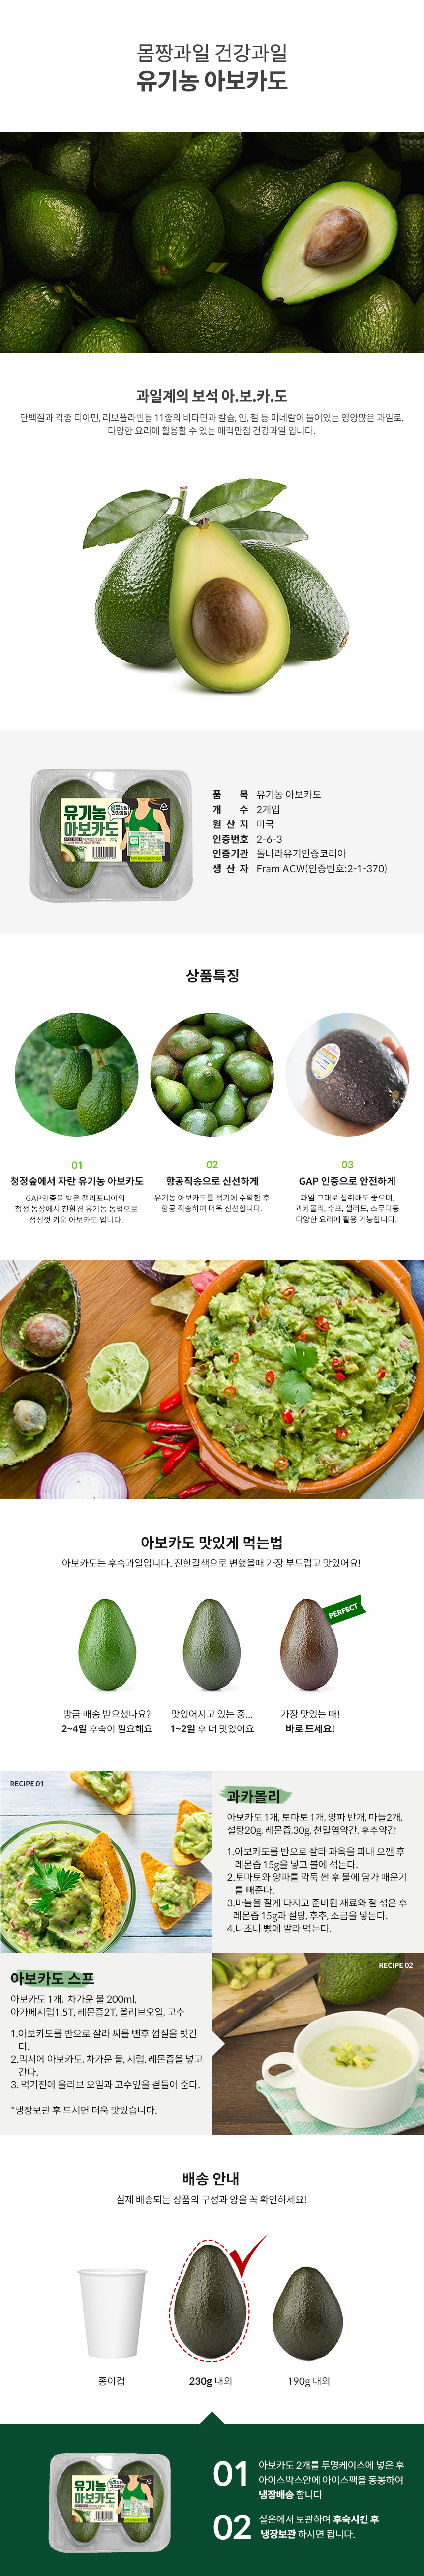 몸짱과일 건강과일
유기농 아보카도
과일계의 보석 아.보.카.도
단백질과 각종 티아민, 리보플라빈등 11종의 비타민과 칼슘, 인, 철 등 미네랄이 들어있는 영양많은 과일로,
다양한 요리에 활용할 수 있는 매력만점 건강과일 입니다.
유기농
아보카도
품 목 유기농 아보카도
개 수 2개입
원 산 지 미국
인증번호 2-6-3
인증기관 돌나라유기인증코리아
생 산 자 Fram ACW(인증번호:2-1-370)
상품특징
01
청정숲에서 자란 유기농 아보카도
GAP인증을 받은 캘리포니아의
청정 농장에서 친환경 유기농 농법으로
정성껏 키운 아보카도 입니다.
02
항공직송으로 신선하게
유기농 아보카도를 적기에 수확한 후
항공 직송하여 더욱 신선합니다.
03
GAP 인증으로 안전하게
과일 그대로 섭취해도 좋으며,
과카몰리, 수프, 샐러드, 스무디등
다양한 요리에 활용 가능합니다.
아보카도 맛있게 먹는법
아보카도는 후숙과일입니다. 진한갈색으로 변했을때 가장 부드럽고 맛있어요!
PERFECT
방금 배송 받으셨나요?
2~4일 후숙이 필요해요
맛있어지고 있는 중...
1~2일 후 더 맛있어요
가장 맛있는 때!
바로 드세요!
RECIPE 01
과카몰리
아보카도 1개, 토마토 1개, 양파 반개, 마늘2개,
설탕20g, 레몬즙,30g, 천일염약간, 후추약간
1.아보카도를 반으로 잘라 과육을 파내 으깬 후
레몬즙 15g을 넣고 볼에 섞는다.
2.토마토와 양파를 깍둑 썬 후 물에 담가 매운기
를 빼준다.
3.마늘을 잘게 다지고 준비된 재료와 잘 섞은 후
레몬즙 15g과 설탕, 후추, 소금을 넣는다.
4.나초나 빵에 발라 먹는다.
RECIPE 02
아보카도 스프
아보카도 1개, 차가운 물 200ml,
아가베시럽1.5T, 레몬즙2T, 올리브오일, 고수
1.아보카도를 반으로 잘라 씨를 뺀후 껍질을 벗긴
다.
2.믹서에 아보카도, 차가운 물, 시럽, 레몬즙을 넣고
간다.
3. 먹기전에 올리브 오일과 고수잎을 곁들어 준다.
*냉장보관 후 드시면 더욱 맛있습니다.
배송 안내
실제 배송되는 상품의 구성과 양을 꼭 확인하세요!
종이컵
230g 내외
190g 내외
유기농
아보카도
01 아보카도 2개를 투명케이스에 넣은 후
아이스박스안에 아이스팩을 동봉하여
냉장배송 합니다
02 실온에서 보관하며 후숙시킨 후
냉장보관 하시면 됩니다.